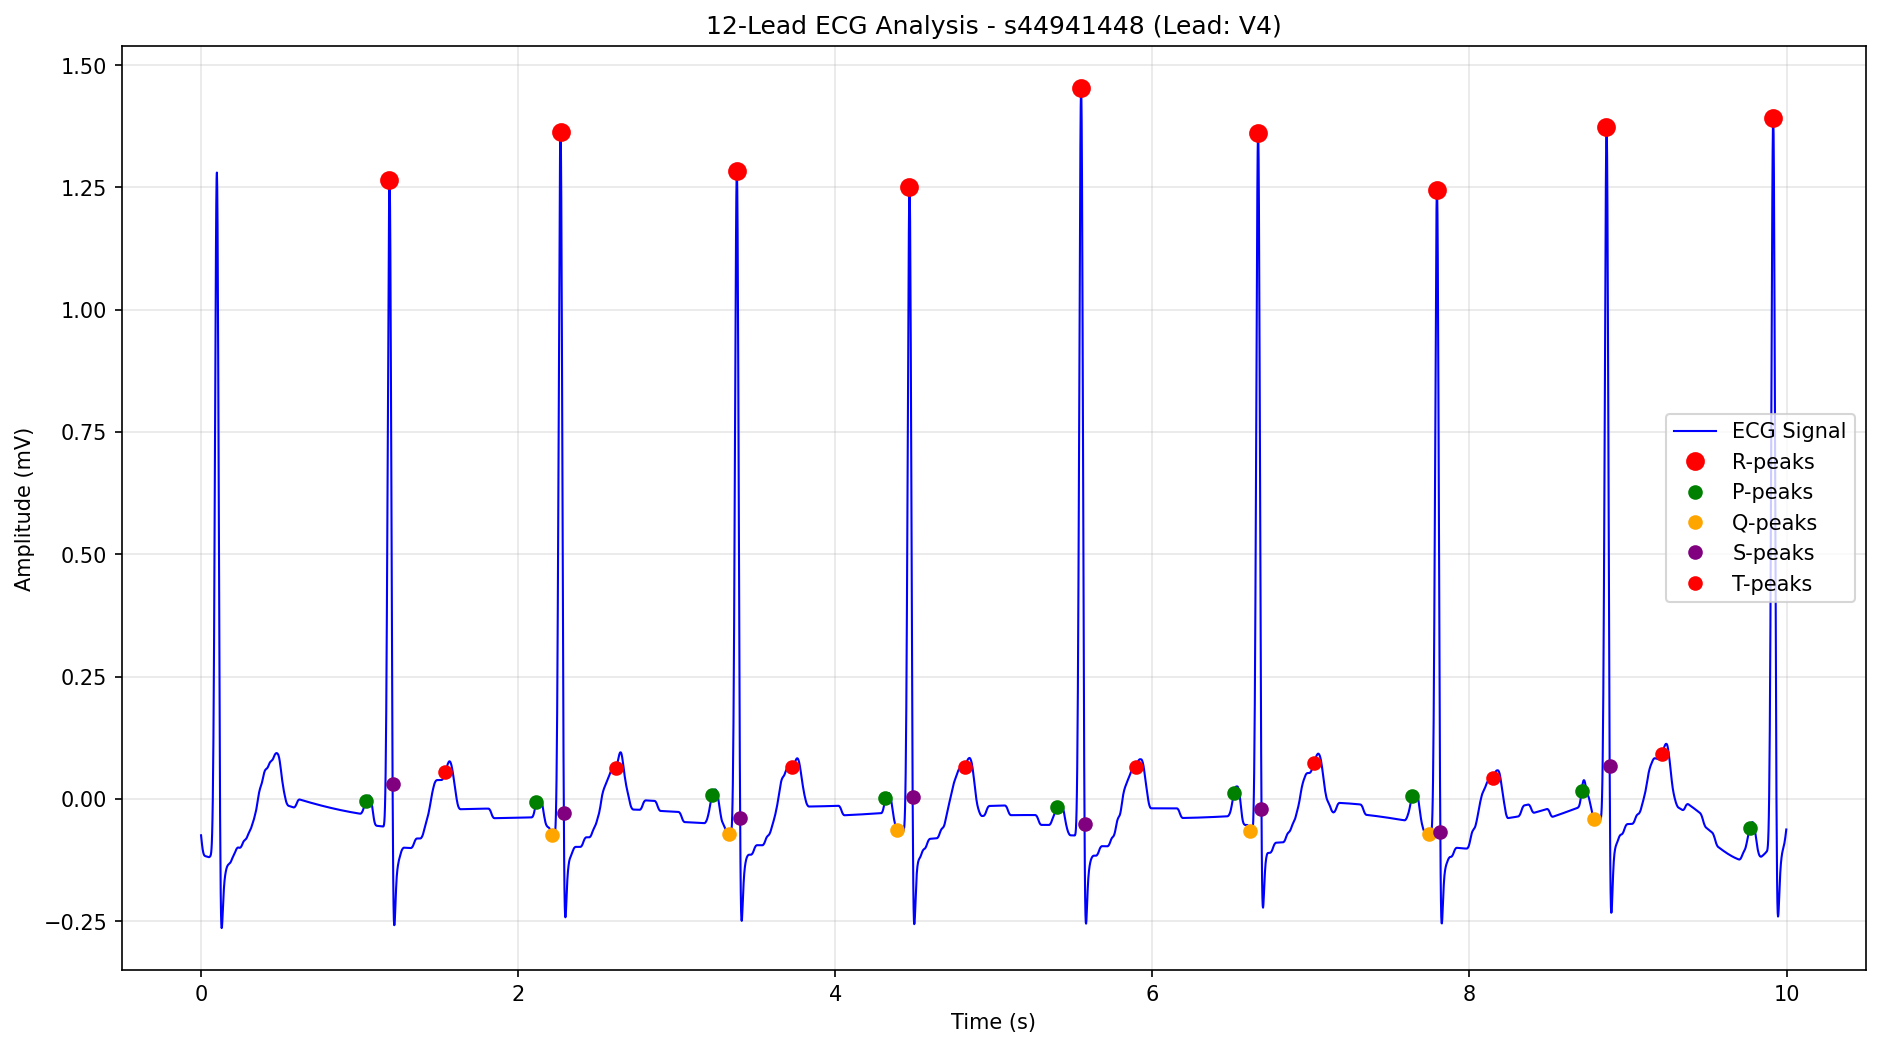 12-Lead ECG Analysis - s44941448 (Lead: V4)
Amplitude (mV)
1.50
1.25
1.00
0.75
0.50
0.25
0.00
−0.25
ECG Signal
R-peaks
P-peaks
Q-peaks
S-peaks
T-peaks
0 2 4 6 8 10
Time (s)